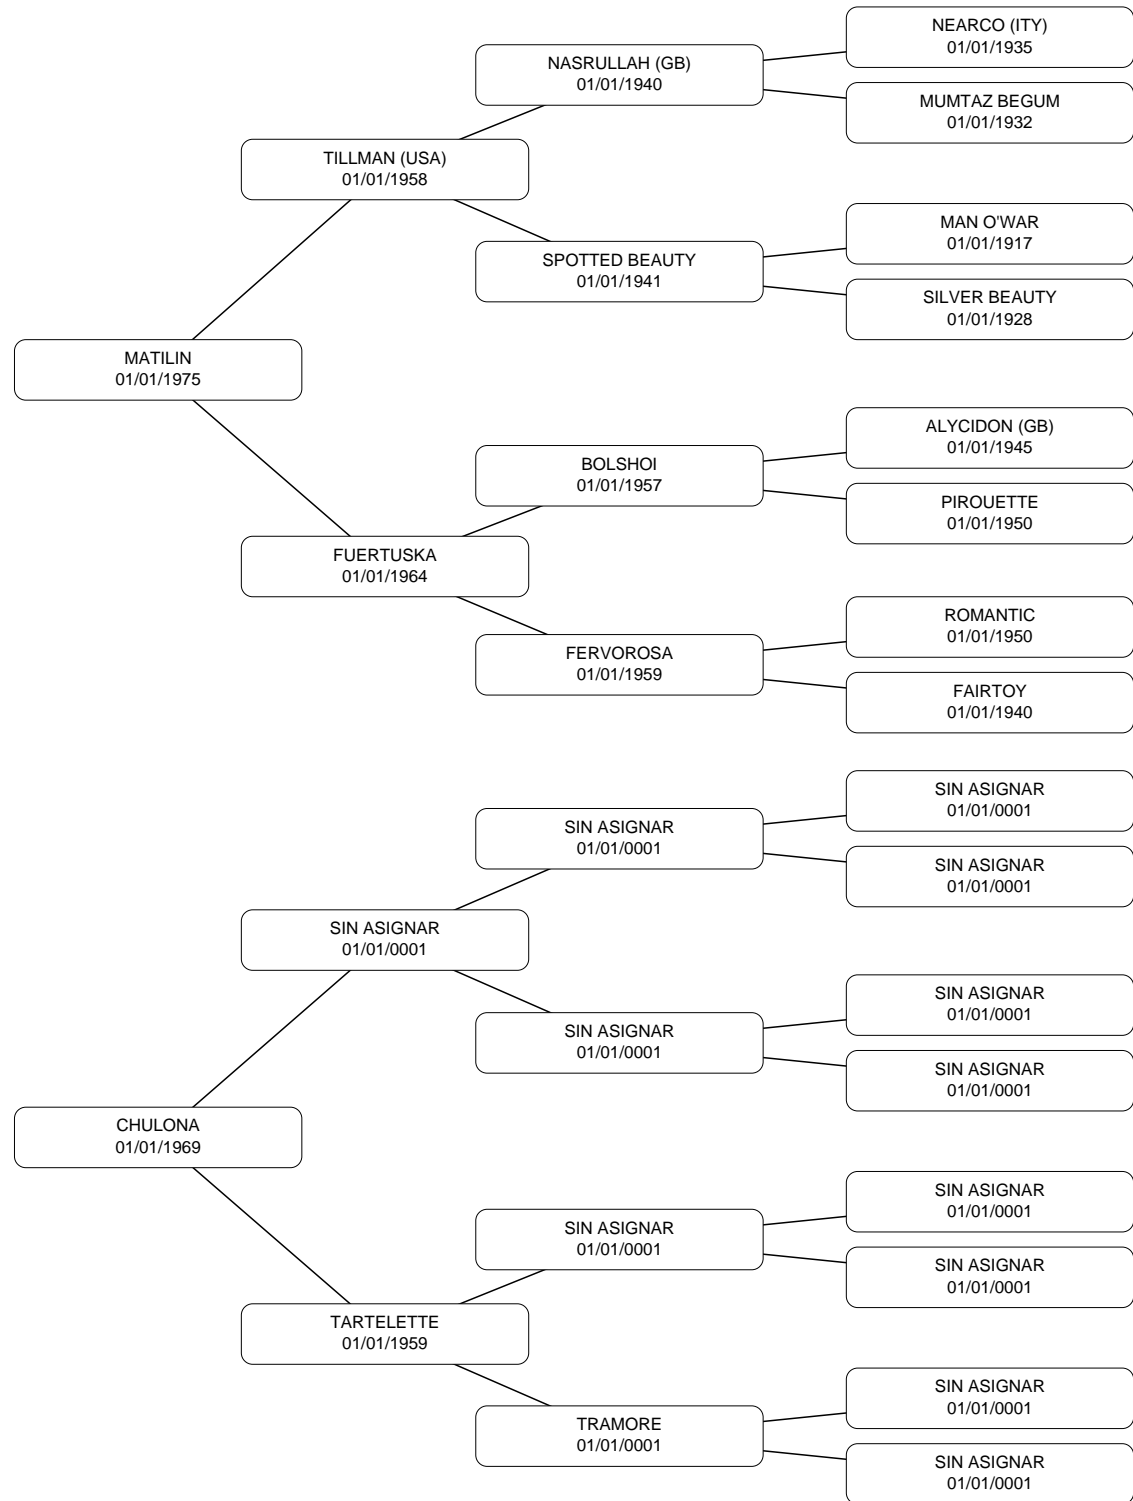 NEARCO (ITY)
01/01/1935
NASRULLAH (GB)
01/01/1940
MUMTAZ BEGUM
01/01/1932
TILLMAN (USA)
01/01/1958
MAN O'WAR
01/01/1917
SPOTTED BEAUTY
01/01/1941
SILVER BEAUTY
01/01/1928
MATILIN
01/01/1975
ALYCIDON (GB)
01/01/1945
BOLSHOI
01/01/1957
PIROUETTE
01/01/1950
FUERTUSKA
01/01/1964
ROMANTIC
01/01/1950
FERVOROSA
01/01/1959
FAIRTOY
01/01/1940
SIN ASIGNAR
01/01/0001
SIN ASIGNAR
01/01/0001
SIN ASIGNAR
01/01/0001
SIN ASIGNAR
01/01/0001
SIN ASIGNAR
01/01/0001
SIN ASIGNAR
01/01/0001
SIN ASIGNAR
01/01/0001
CHULONA
01/01/1969
SIN ASIGNAR
01/01/0001
SIN ASIGNAR
01/01/0001
SIN ASIGNAR
01/01/0001
TARTELETTE
01/01/1959
SIN ASIGNAR
01/01/0001
TRAMORE
01/01/0001
SIN ASIGNAR
01/01/0001